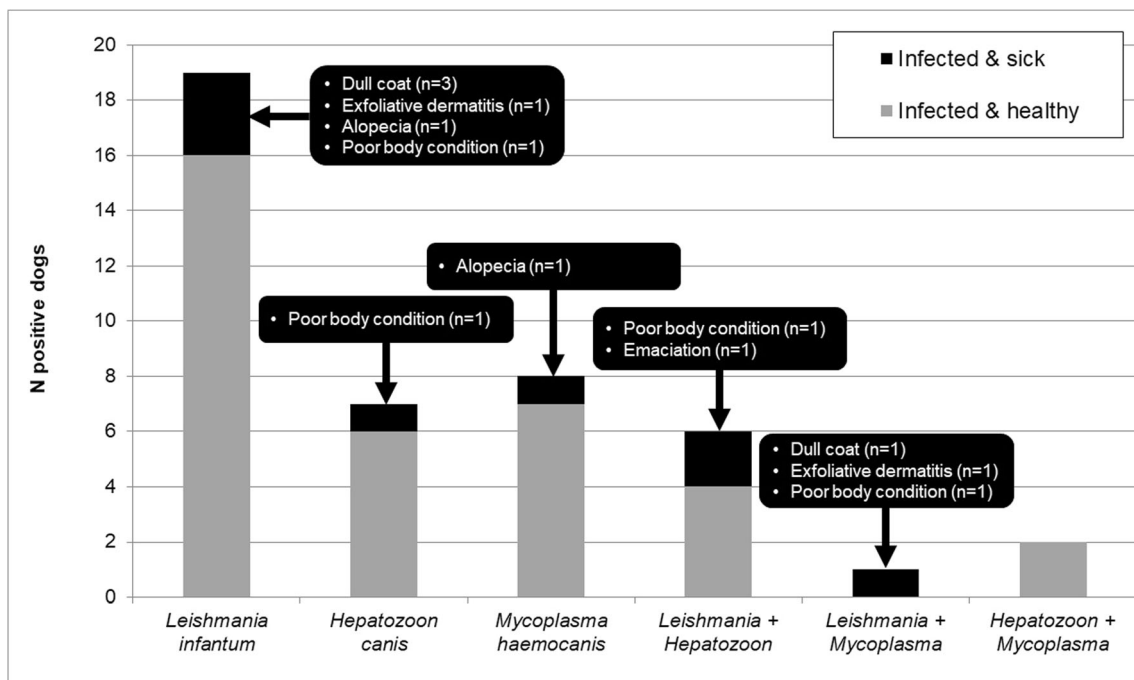 20
18
16
14
12
10
8
6
4
2
0
N positive dogs
Infected & sick
Infected & healthy
• Dull coat (n=3)
• Exfoliative dermatitis (n=1)
• Alopecia (n=1)
• Poor body condition (n=1)
• Poor body condition (n=1)
• Alopecia (n=1)
• Poor body condition (n=1)
• Emaciation (n=1)
• Dull coat (n=1)
• Exfoliative dermatitis (n=1)
• Poor body condition (n=1)
Leishmania
infantum
Hepatozoon
canis
Mycoplasma
haemocanis
Leishmania +
Hepatozoon
Leishmania +
Mycoplasma
Hepatozoon +
Mycoplasma